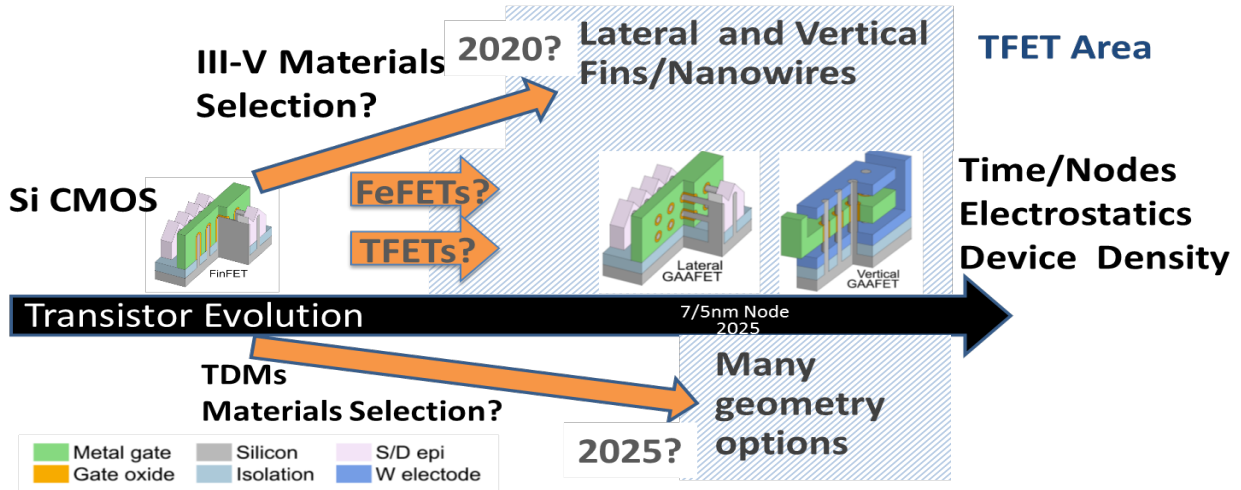 2020?
Lateral and Vertical
Fins/Nanowires
TFET Area
III-V Materials
Selection?
Si CMOS
FinFET
FeFETs?
TFETs?
Lateral
GAAFET
Vertical
GAAFET
Time/Nodes
Electrostatics
Device Density
Transistor Evolution
7/5nm Node
2025
TDMs
Materials Selection?
2025?
Many
geometry
options
Metal gate
Silicon
S/D epi
Gate oxide
Isolation
W electode